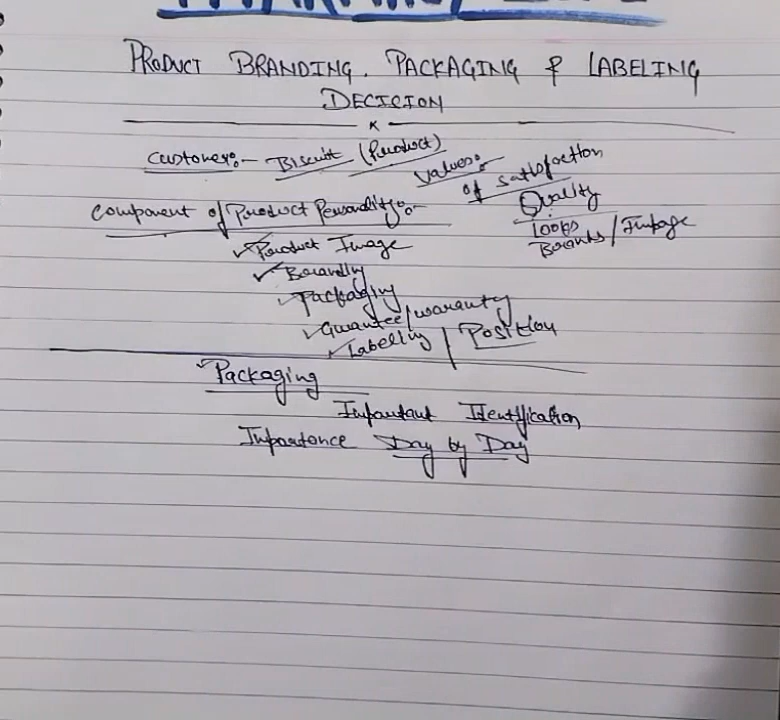 PRODUCT BRANDING. PACKAGING & LABELING
DECISION
x
Customer:- Biscuit (Product)
Values:-
of satisfaction
Quality
Looks
Brands / Image
Component of Product Personality:-
Product Image
Branding
Packaging
Guarantee/waranty
Labelling / Position
Packaging
Important Identification
Importance Day by Day